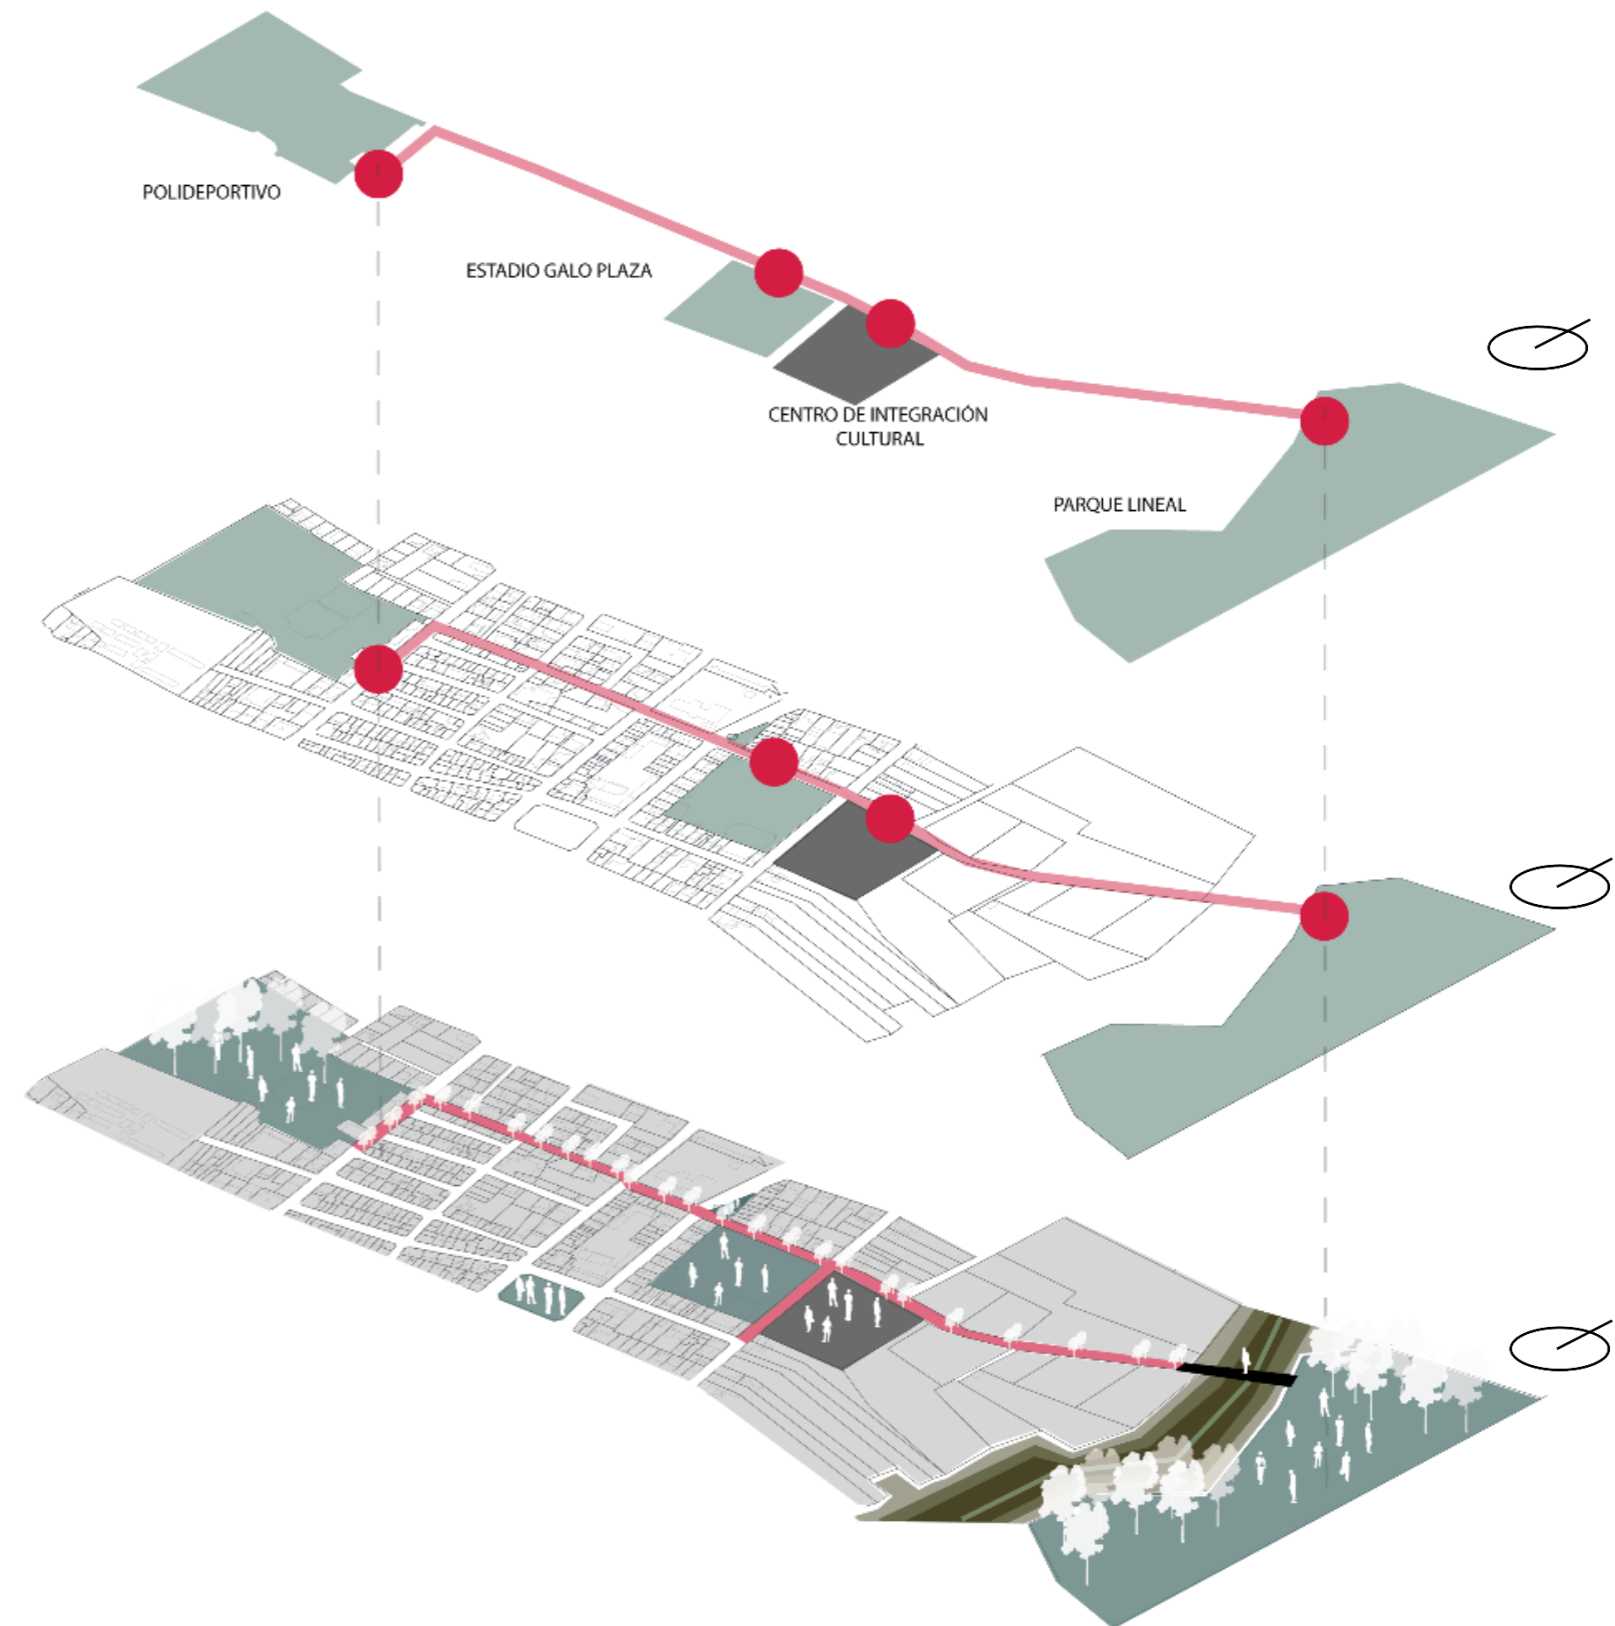 POLIDEPORTIVO
ESTADIO GALO PLAZA
CENTRO DE INTEGRACIÓN
CULTURAL
PARQUE LINEAL